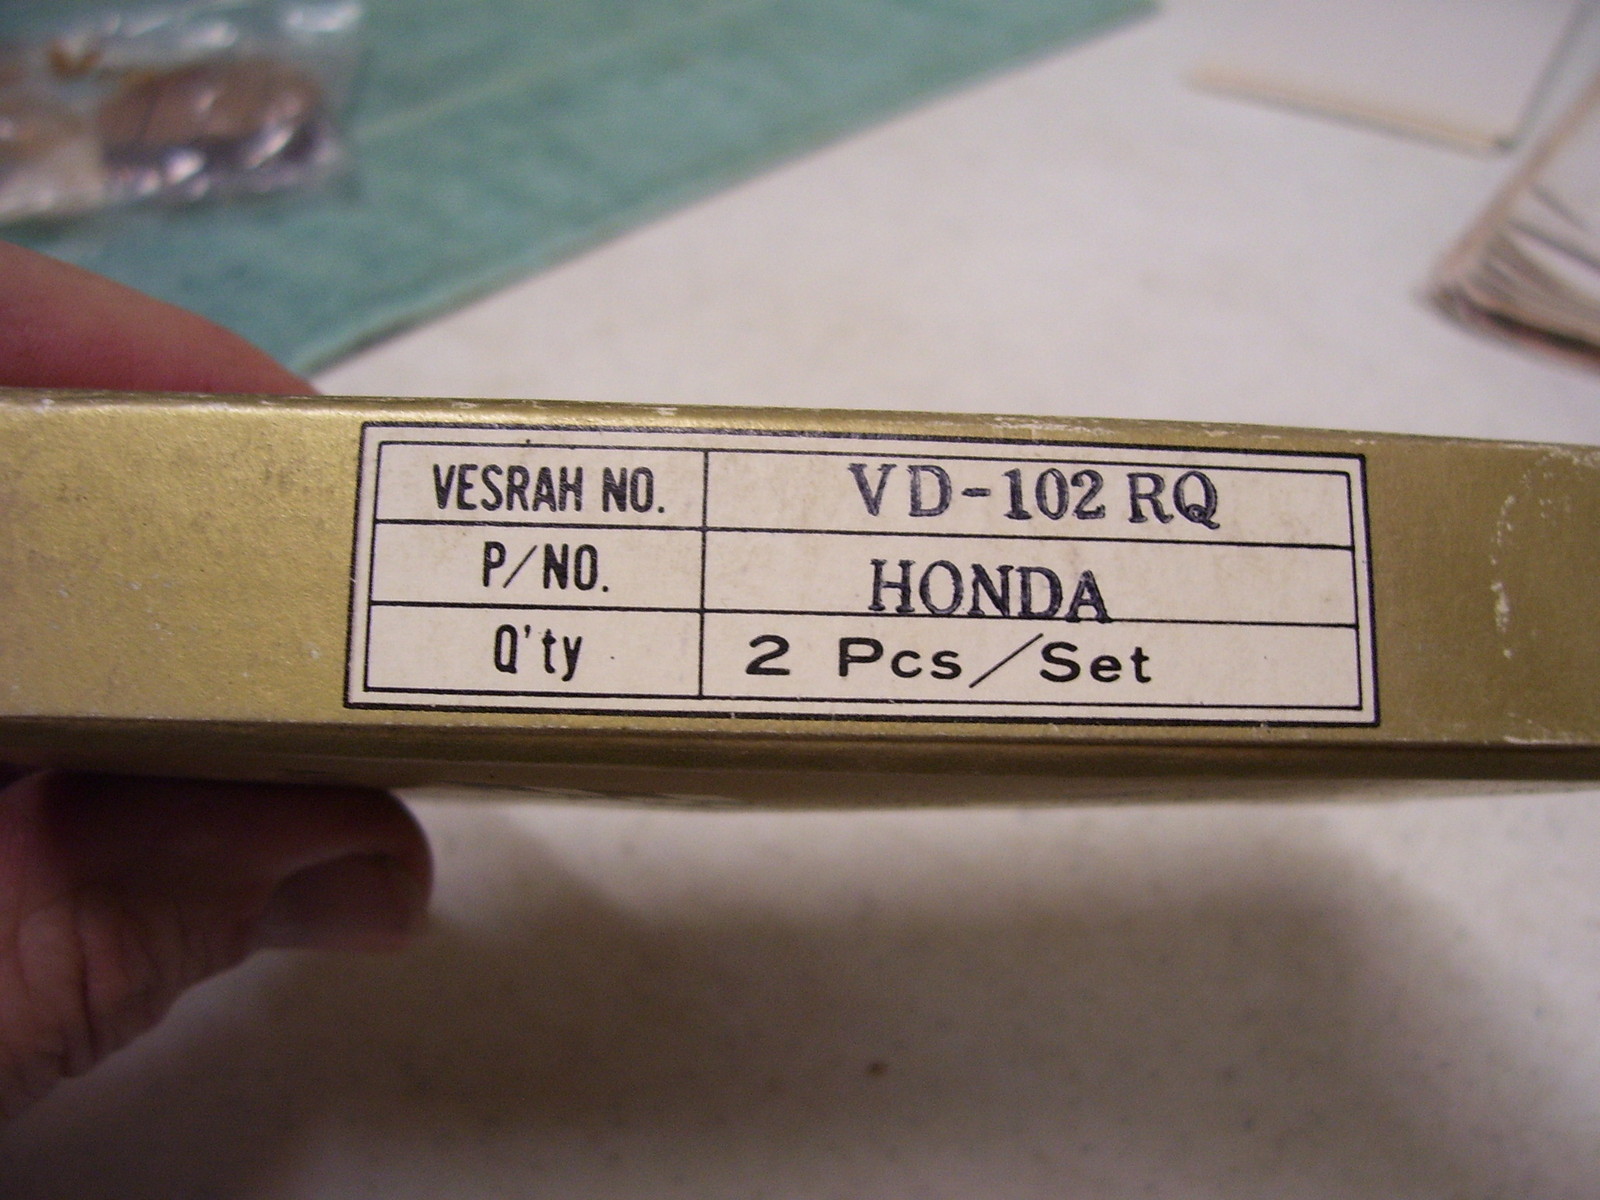 VESRAH NO. VD-102 RQ
P/NO. HONDA
Q'ty 2 Pcs/Set